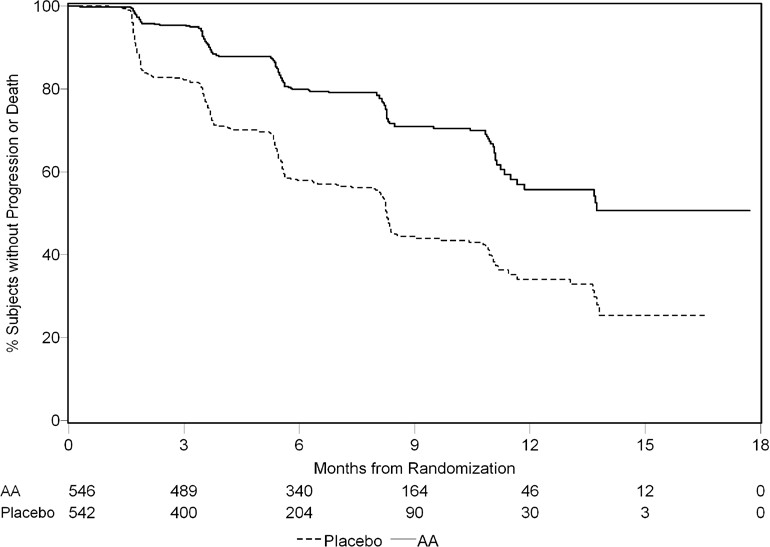 % Subjects without Progression or Death
100
80
60
40
20
0
0 3 6 9 12 15 18
Months from Randomization
AA 546 489 340 164 46 12 0
Placebo 542 400 204 90 30 3 0
Placebo AA